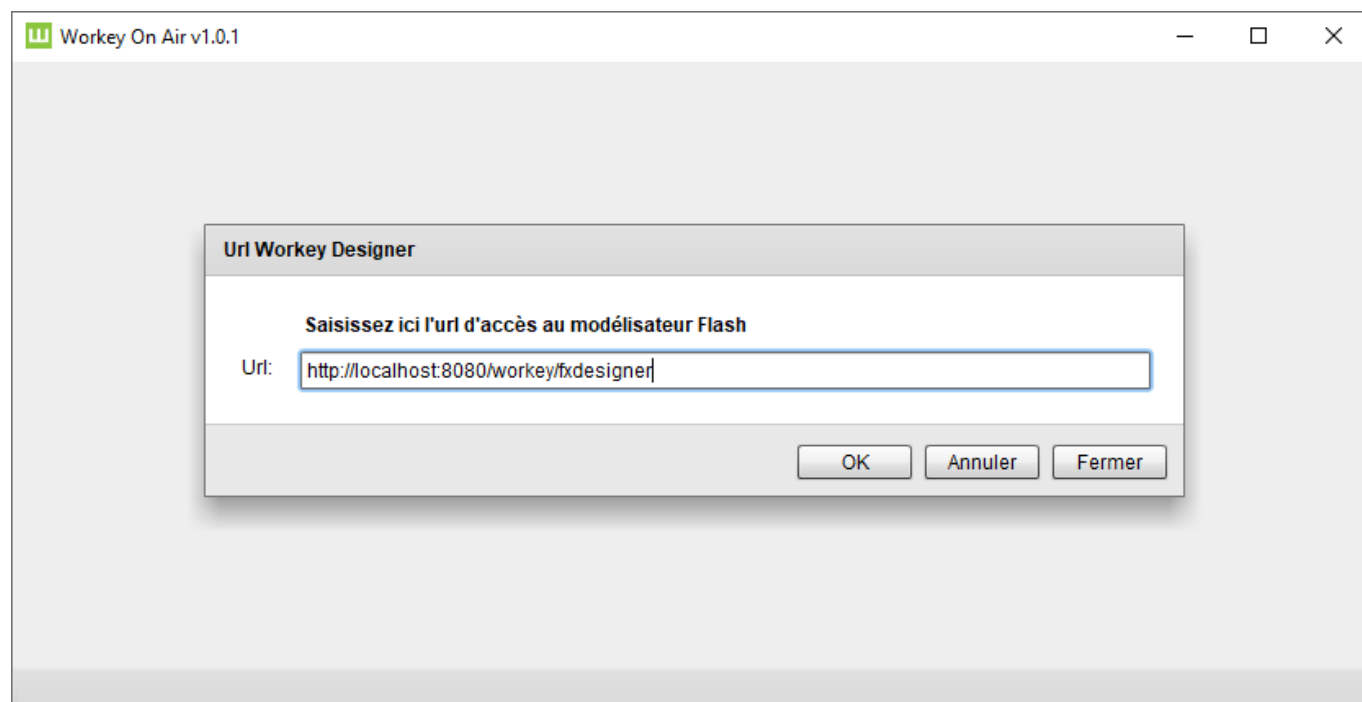 Workey On Air v1.0.1
Url Workey Designer
Saisissez ici l'url d'accès au modélisateur Flash
Url: http://localhost:8080/workey/fxdesigner
OK Annuler Fermer